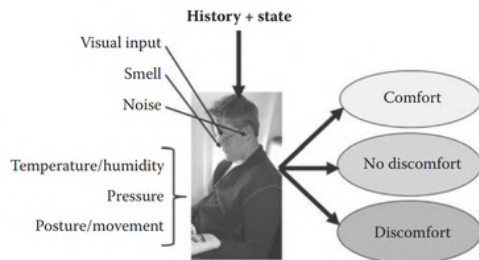 History + state
Visual input
Smell
Noise
Temperature/humidity
Pressure
Posture/movement
Comfort
No discomfort
Discomfort